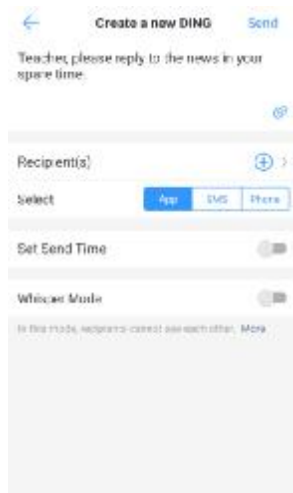 Create a new DING
Send
Teacher, please reply to the news in your
spare time.
Recipient(s)
Select
App
SMS
Phone
Set Send Time
Whisper Mode
In this mode, recipients cannot see each other. More